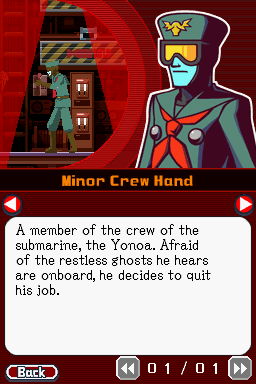 Minor Crew Hand
A member of the crew of the
submarine, the Yonoa. Afraid
of the restless ghosts he hears
are onboard, he decides to quit
his job.
Back
01/01